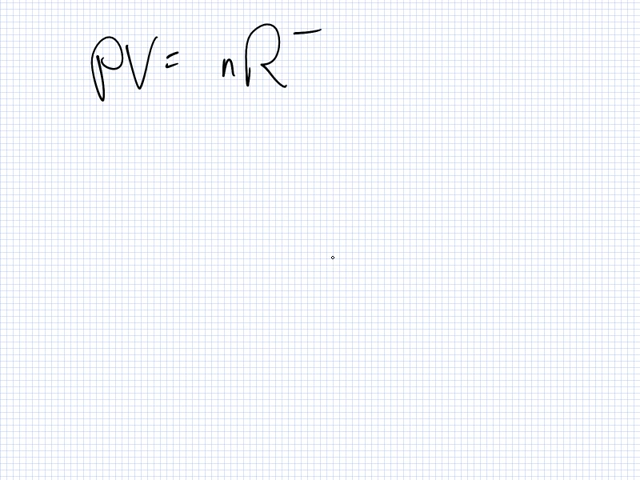 PV = nR